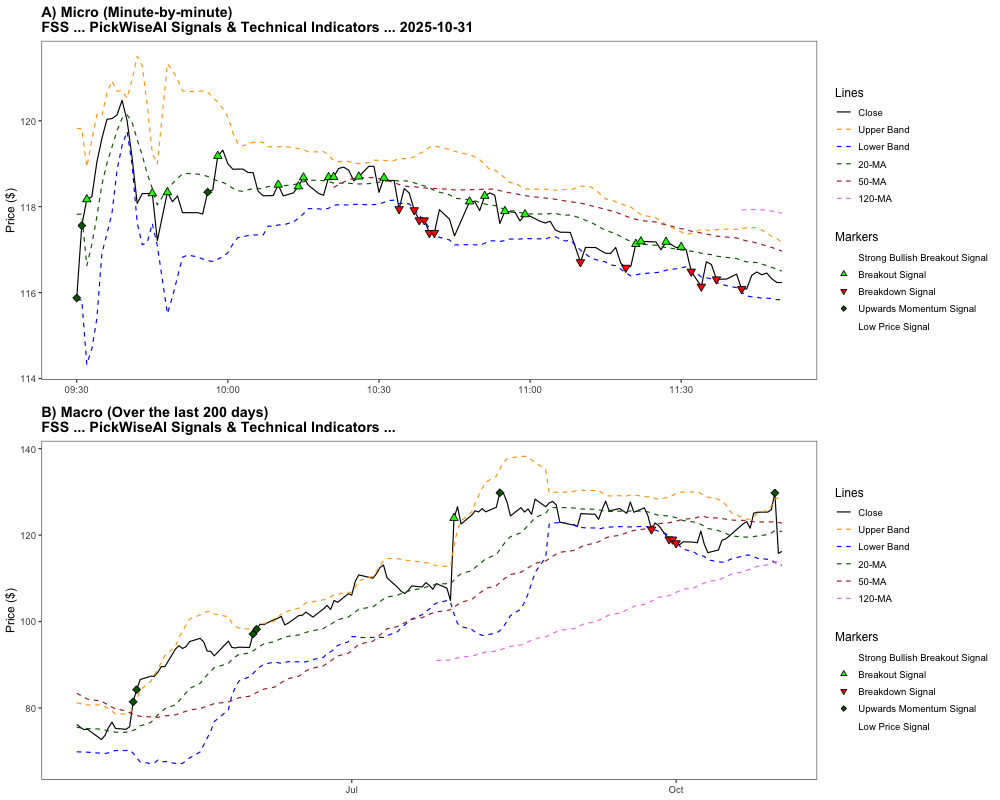 A) Micro (Minute-by-minute)
FSS ... PickWiseAI Signals & Technical Indicators ... 2025-10-31
Price ($)
120
118
116
114
09:30
10:00
10:30
11:00
11:30
Lines
Close
Upper Band
Lower Band
20-MA
50-MA
120-MA
Markers
Strong Bullish Breakout Signal
Breakout Signal
Breakdown Signal
Upwards Momentum Signal
Low Price Signal
B) Macro (Over the last 200 days)
FSS ... PickWiseAI Signals & Technical Indicators ...
Price ($)
140
120
100
80
Jul
Oct
Lines
Close
Upper Band
Lower Band
20-MA
50-MA
120-MA
Markers
Strong Bullish Breakout Signal
Breakout Signal
Breakdown Signal
Upwards Momentum Signal
Low Price Signal